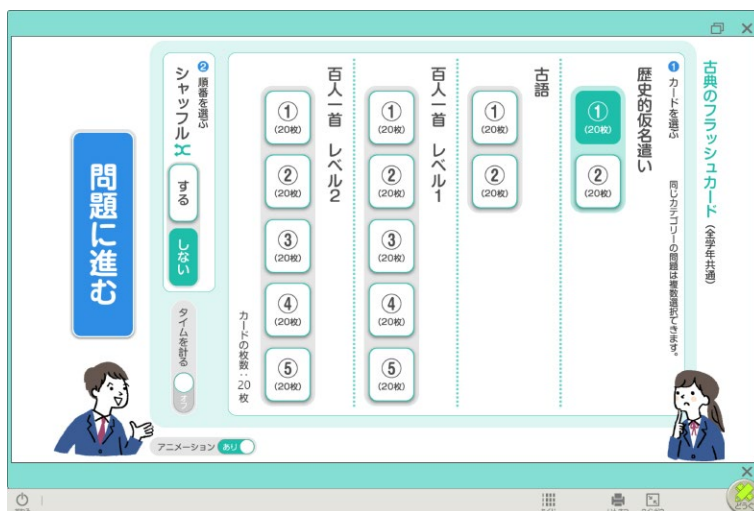 古典のフラッシュカード(全学年共通)
❶ カードを選ぶ
同じカテゴリーの問題は複数選択できます。
歴史的仮名遣い
①
(20枚)
②
(20枚)
古語
①
(20枚)
②
(20枚)
百人一首 レベル1
①
(20枚)
②
(20枚)
③
(20枚)
④
(20枚)
⑤
(20枚)
百人一首 レベル2
①
(20枚)
②
(20枚)
③
(20枚)
④
(20枚)
⑤
(20枚)
カードの枚数:20枚
❷ 順番を選ぶ
シャッフル
する
しない
タイムを計る
オフ
問題に進む
アニメーション
あり